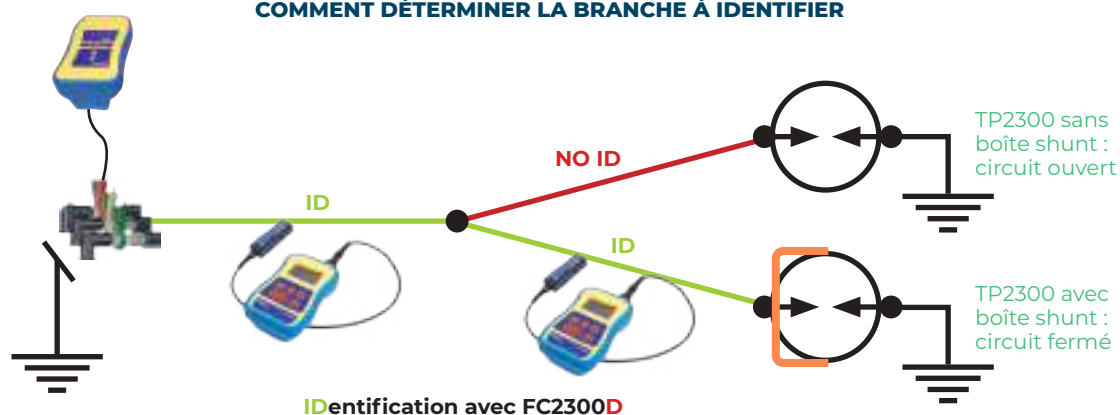 COMMENT DÉTERMINER LA BRANCHE À IDENTIFIER
TP2300 sans
boîte shunt :
circuit ouvert
NO ID
ID
ID
TP2300 avec
boîte shunt :
circuit fermé
IDentification avec FC2300D